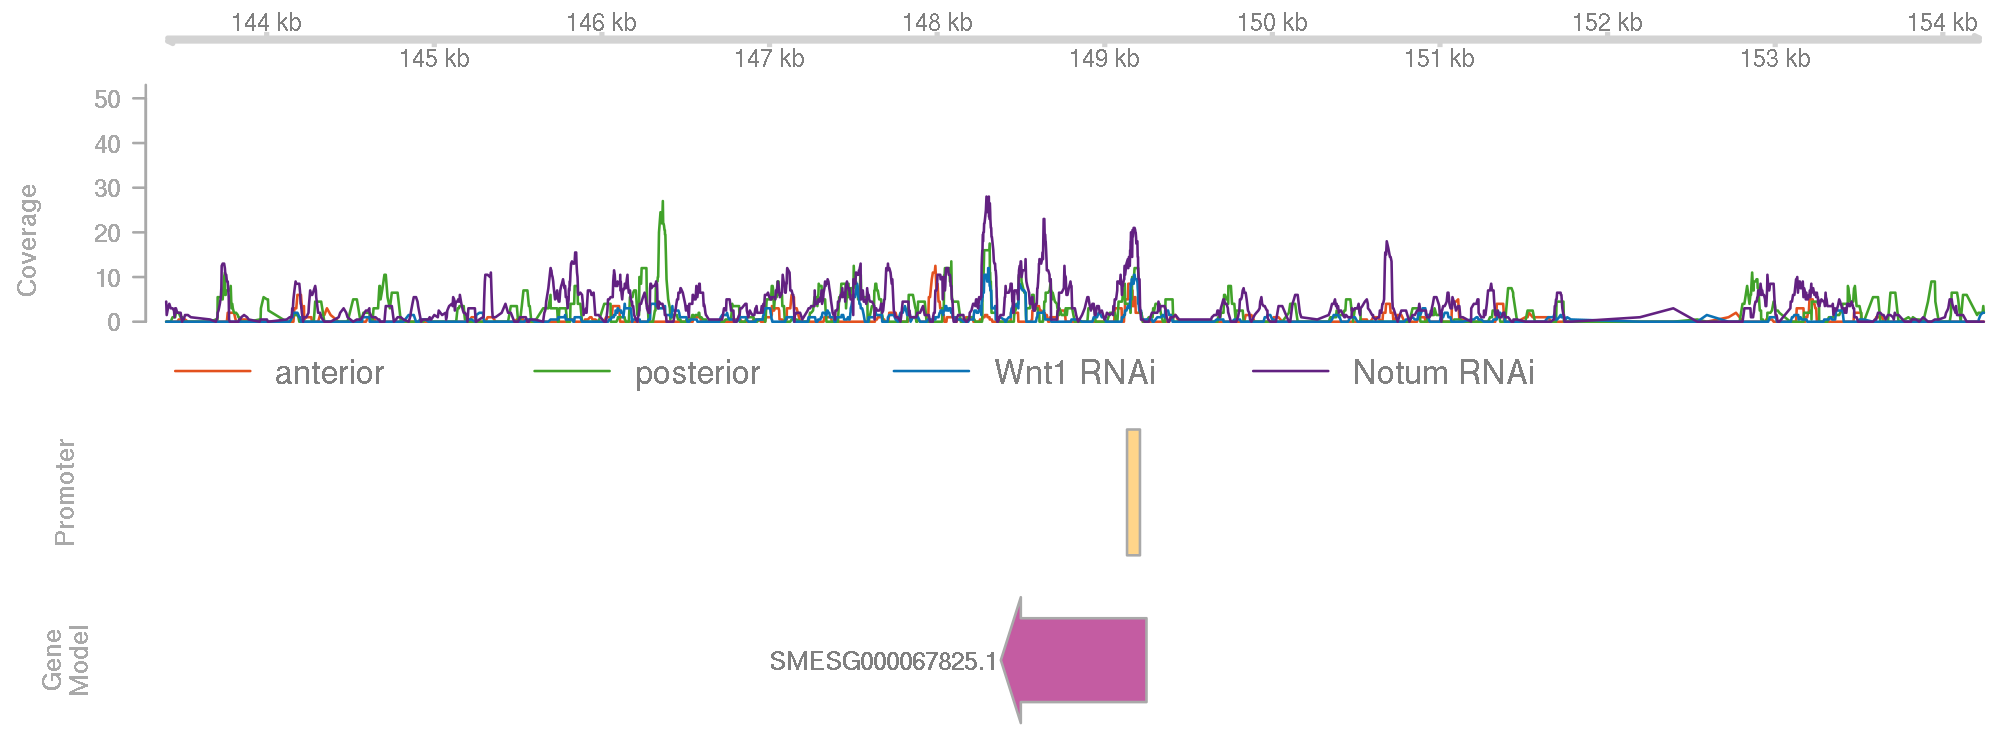 144 kb 146 kb 148 kb 150 kb 152 kb 154 kb
145 kb 147 kb 149 kb 151 kb 153 kb
Coverage
50
40
30
20
10
0
anterior posterior Wnt1 RNAi Notum RNAi
Promoter
Gene
Model
SMESG000067825.1